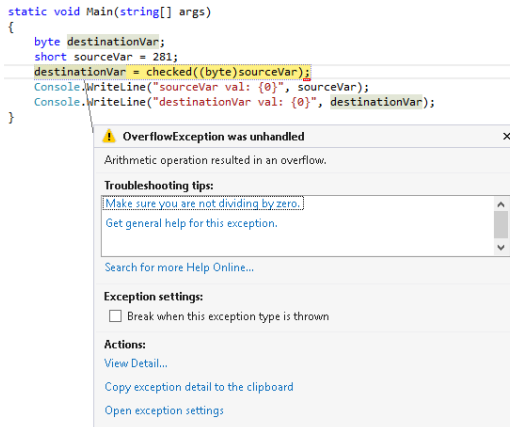 static void Main(string[] args)
{
byte destinationVar;
short sourceVar = 281;
destinationVar = checked((byte)sourceVar);
Console.WriteLine("sourceVar val: {0}", sourceVar);
Console.WriteLine("destinationVar val: {0}", destinationVar);
}
OverflowException was unhandled
Arithmetic operation resulted in an overflow.
Troubleshooting tips:
Make sure you are not dividing by zero.
Get general help for this exception.
Search for more Help Online...
Exception settings:
Break when this exception type is thrown
Actions:
View Detail...
Copy exception detail to the clipboard
Open exception settings